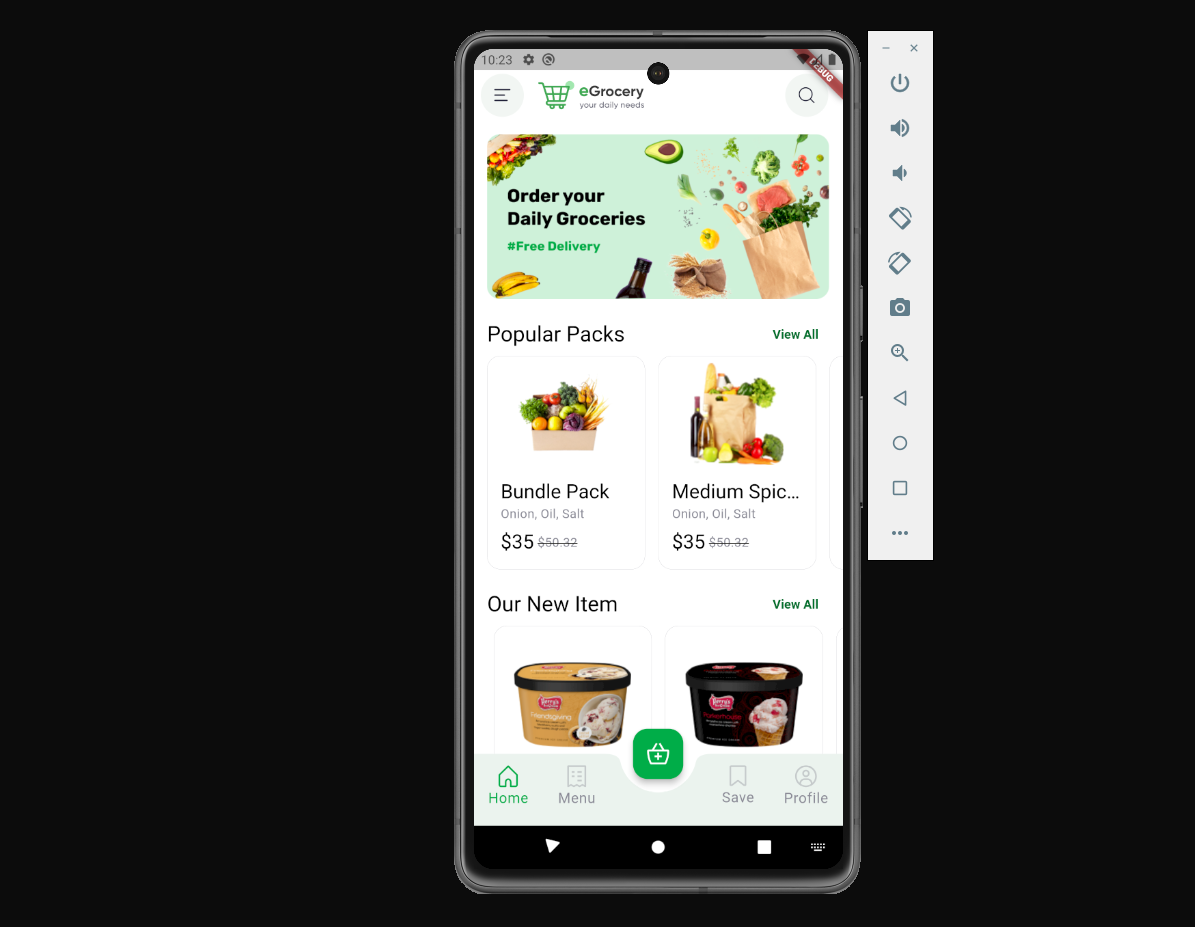 10:23
DEBUG
eGrocery
your daily needs
Order your
Daily Groceries
#Free Delivery
Popular Packs
View All
Bundle Pack
Onion, Oil, Salt
$35 $50.32
Medium Spic...
Onion, Oil, Salt
$35 $50.32
Our New Item
View All
Home
Menu
Save
Profile